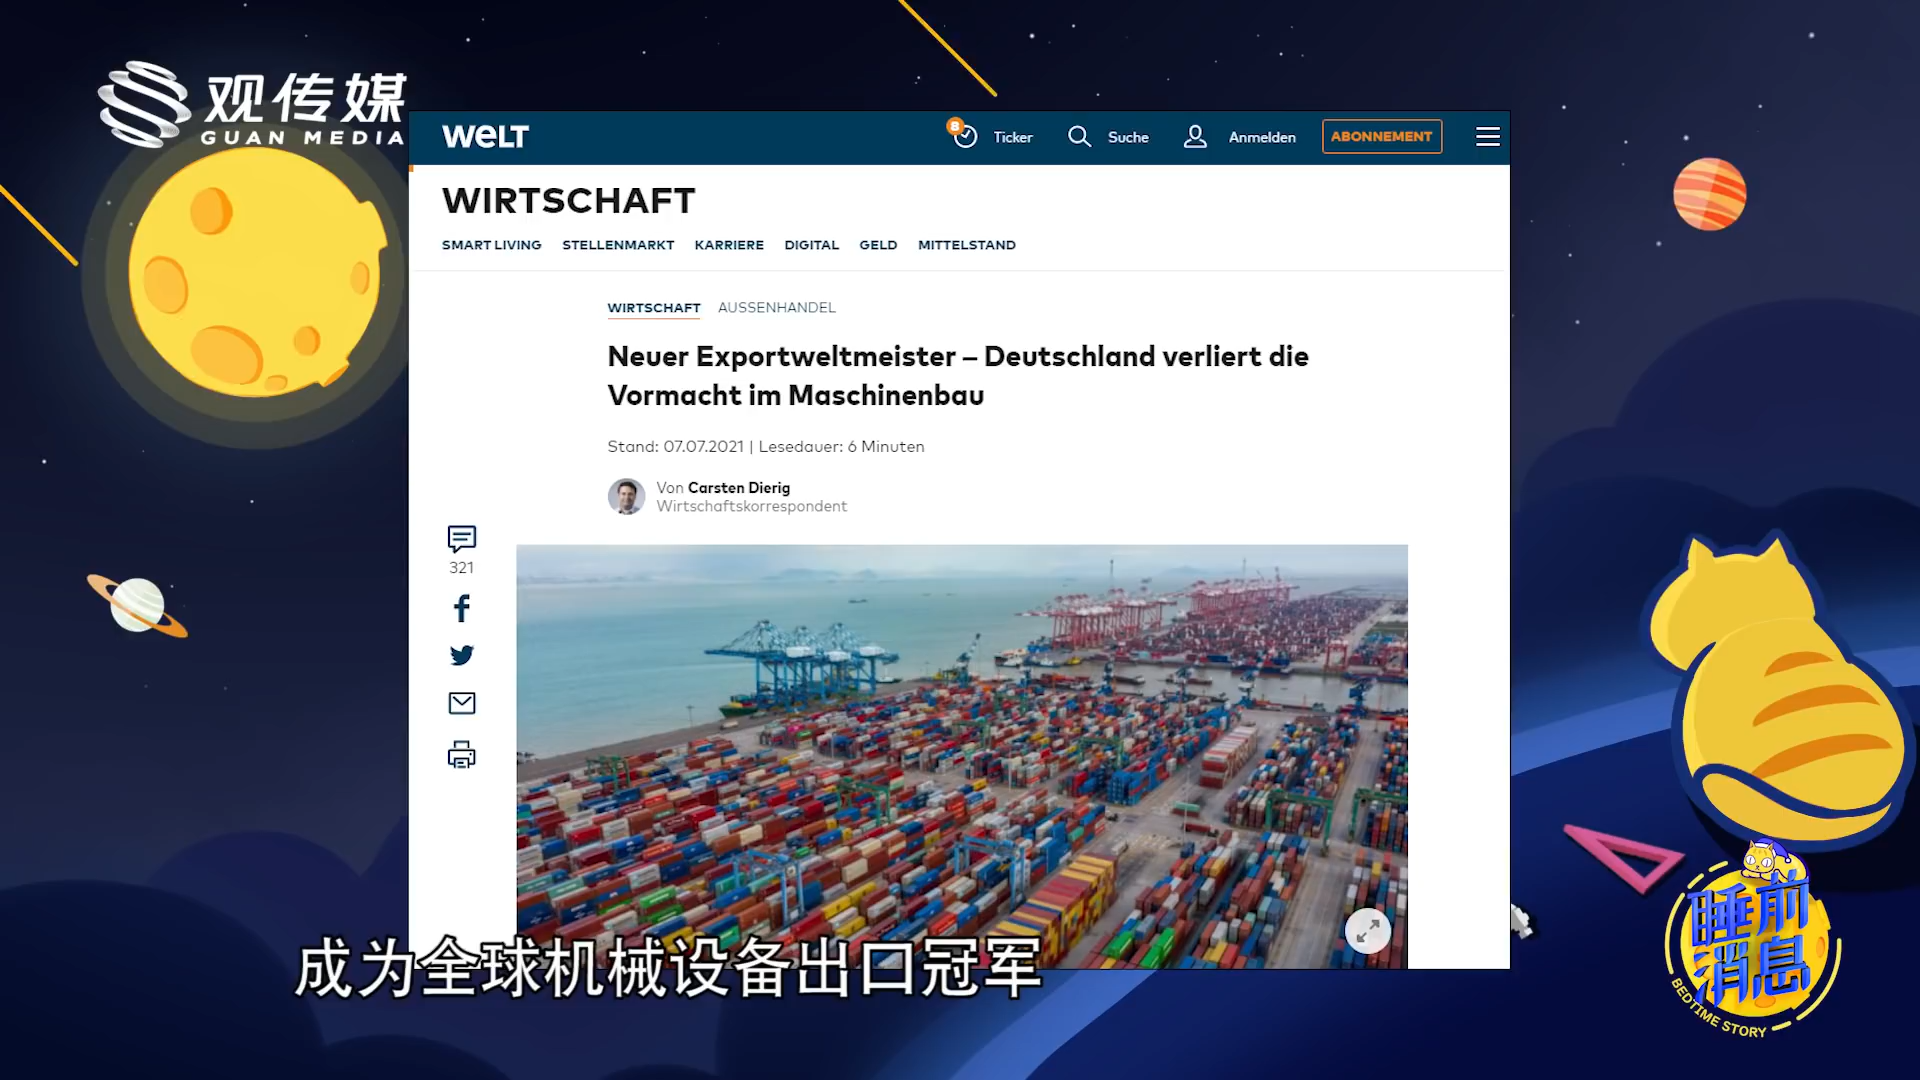 观传媒
GUAN MEDIA
WELT
8
Ticker
Suche
Anmelden
ABONNEMENT
WIRTSCHAFT
SMART LIVING STELLENMARKT KARRIERE DIGITAL GELD MITTELSTAND
WIRTSCHAFT AUSSENHANDEL
Neuer Exportweltmeister – Deutschland verliert die
Vormacht im Maschinenbau
Stand: 07.07.2021 | Lesedauer: 6 Minuten
Von Carsten Dierig
Wirtschaftskorrespondent
321
成为全球机械设备出口冠军
睡前
消息
BEDTIME STORY